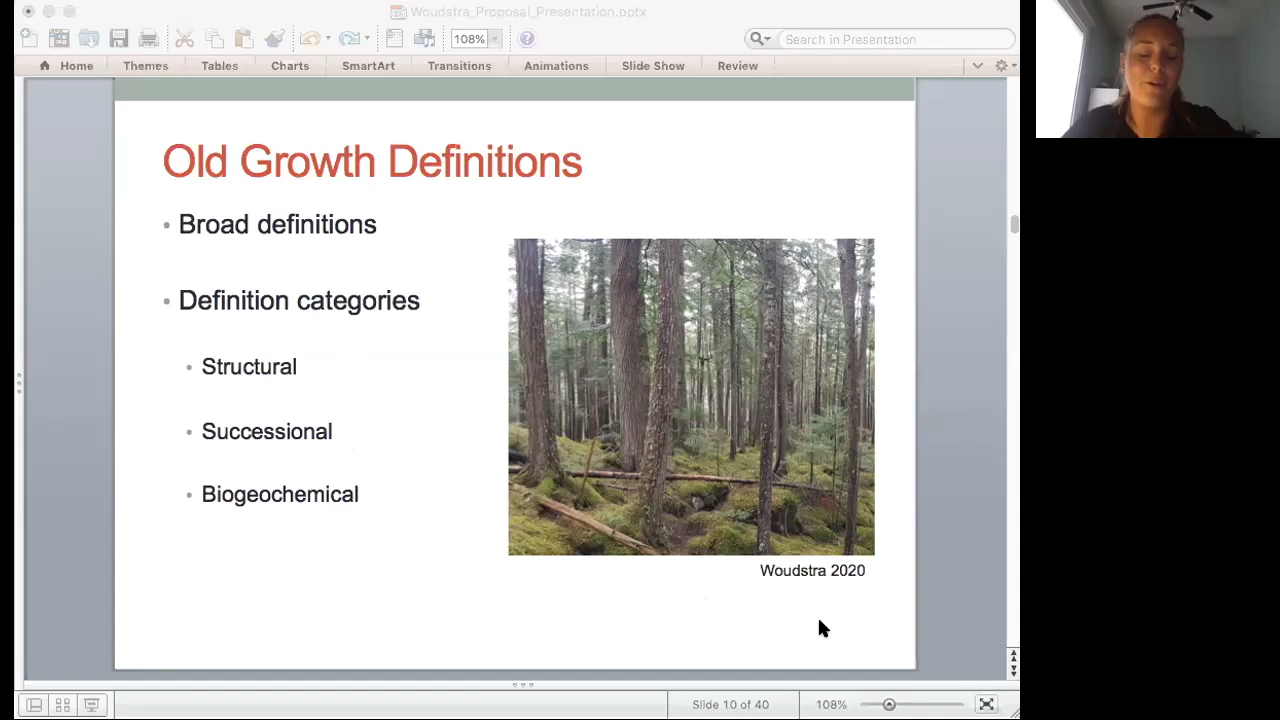 Woudstra_Proposal_Presentation.pptx
108%
Search in Presentation
Home Themes Tables Charts SmartArt Transitions Animations Slide Show Review
Old Growth Definitions
• Broad definitions
• Definition categories
• Structural
• Successional
• Biogeochemical
Woudstra 2020
Slide 10 of 40
108%